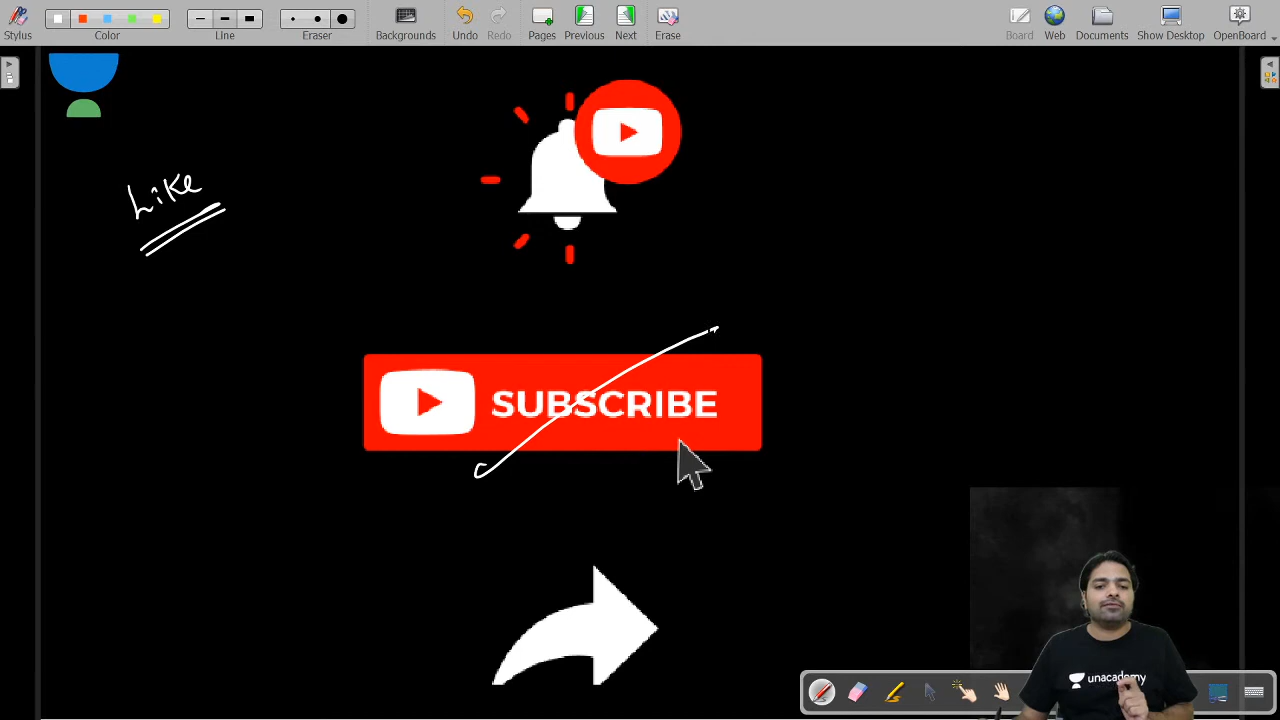 Stylus Color Line Eraser Backgrounds Undo Redo Pages Previous Next Erase Board Web Documents Show Desktop OpenBoard
Like
SUBSCRIBE
unacademy